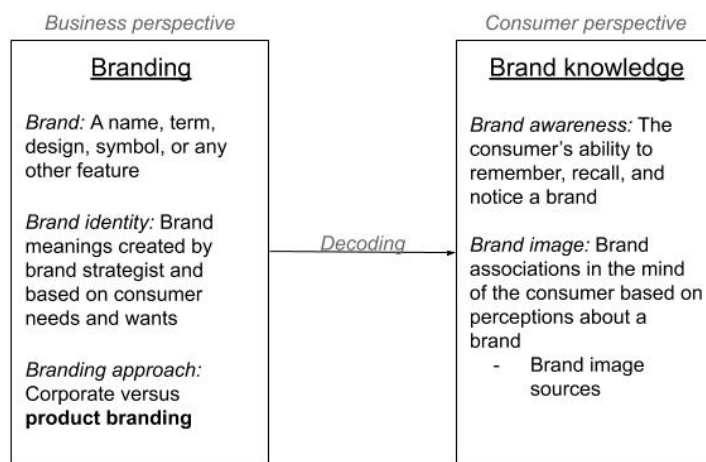 Business perspective
Branding
Brand: A name, term,
design, symbol, or any
other feature
Brand identity: Brand
meanings created by
brand strategist and
based on consumer
needs and wants
Branding approach:
Corporate versus
product branding
Decoding
Consumer perspective
Brand knowledge
Brand awareness: The
consumer's ability to
remember, recall, and
notice a brand
Brand image: Brand
associations in the mind
of the consumer based on
perceptions about a
brand
- Brand image
sources